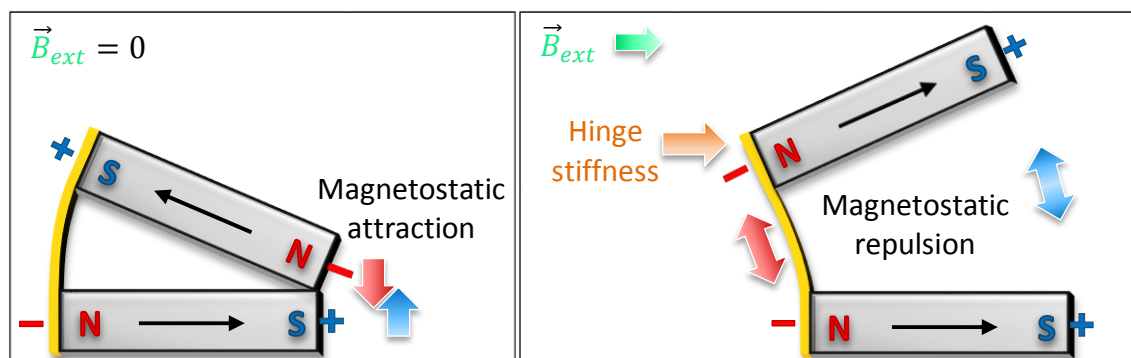 B⃗ext = 0
+
S
Magnetostatic
attraction
N
−
− N S +
B⃗ext
S +
Hinge
stiffness
N
−
Magnetostatic
repulsion
− N S +